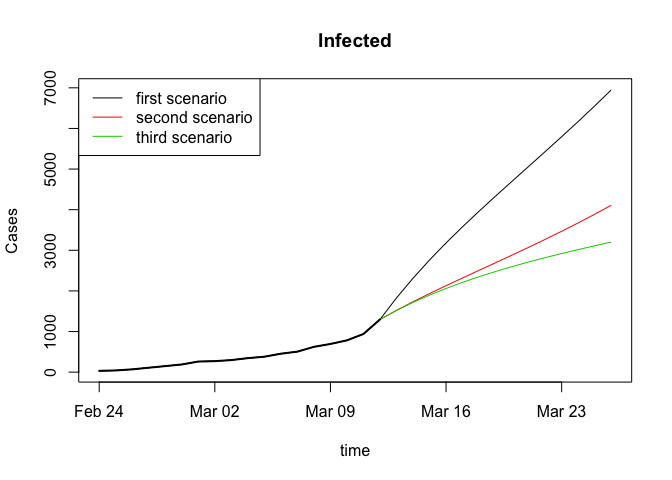 Infected
first scenario
second scenario
third scenario
Cases
7000
5000
3000
1000
0
Feb 24
Mar 02
Mar 09
Mar 16
Mar 23
time